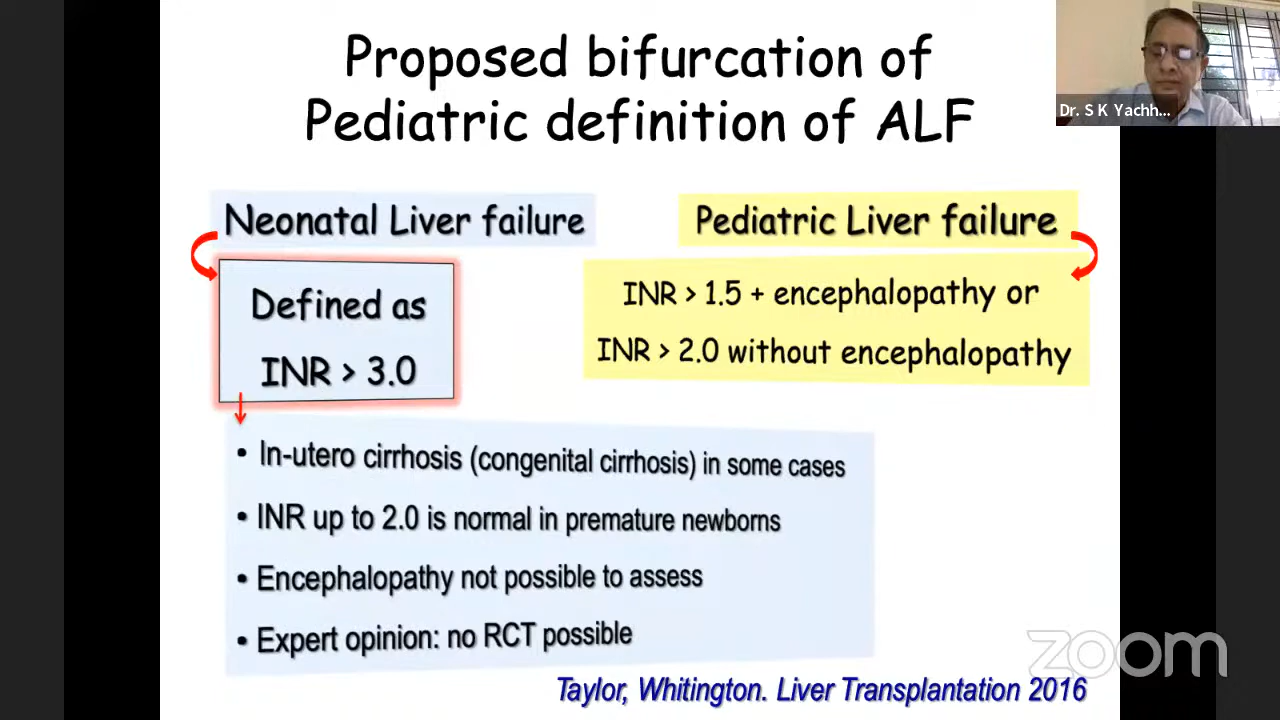 Proposed bifurcation of
Pediatric definition of ALF
Dr. S K Yachh...
Neonatal Liver failure
Pediatric Liver failure
Defined as
INR > 3.0
INR > 1.5 + encephalopathy or
INR > 2.0 without encephalopathy
• In-utero cirrhosis (congenital cirrhosis) in some cases
• INR up to 2.0 is normal in premature newborns
• Encephalopathy not possible to assess
• Expert opinion: no RCT possible
zoom
Taylor, Whitington. Liver Transplantation 2016